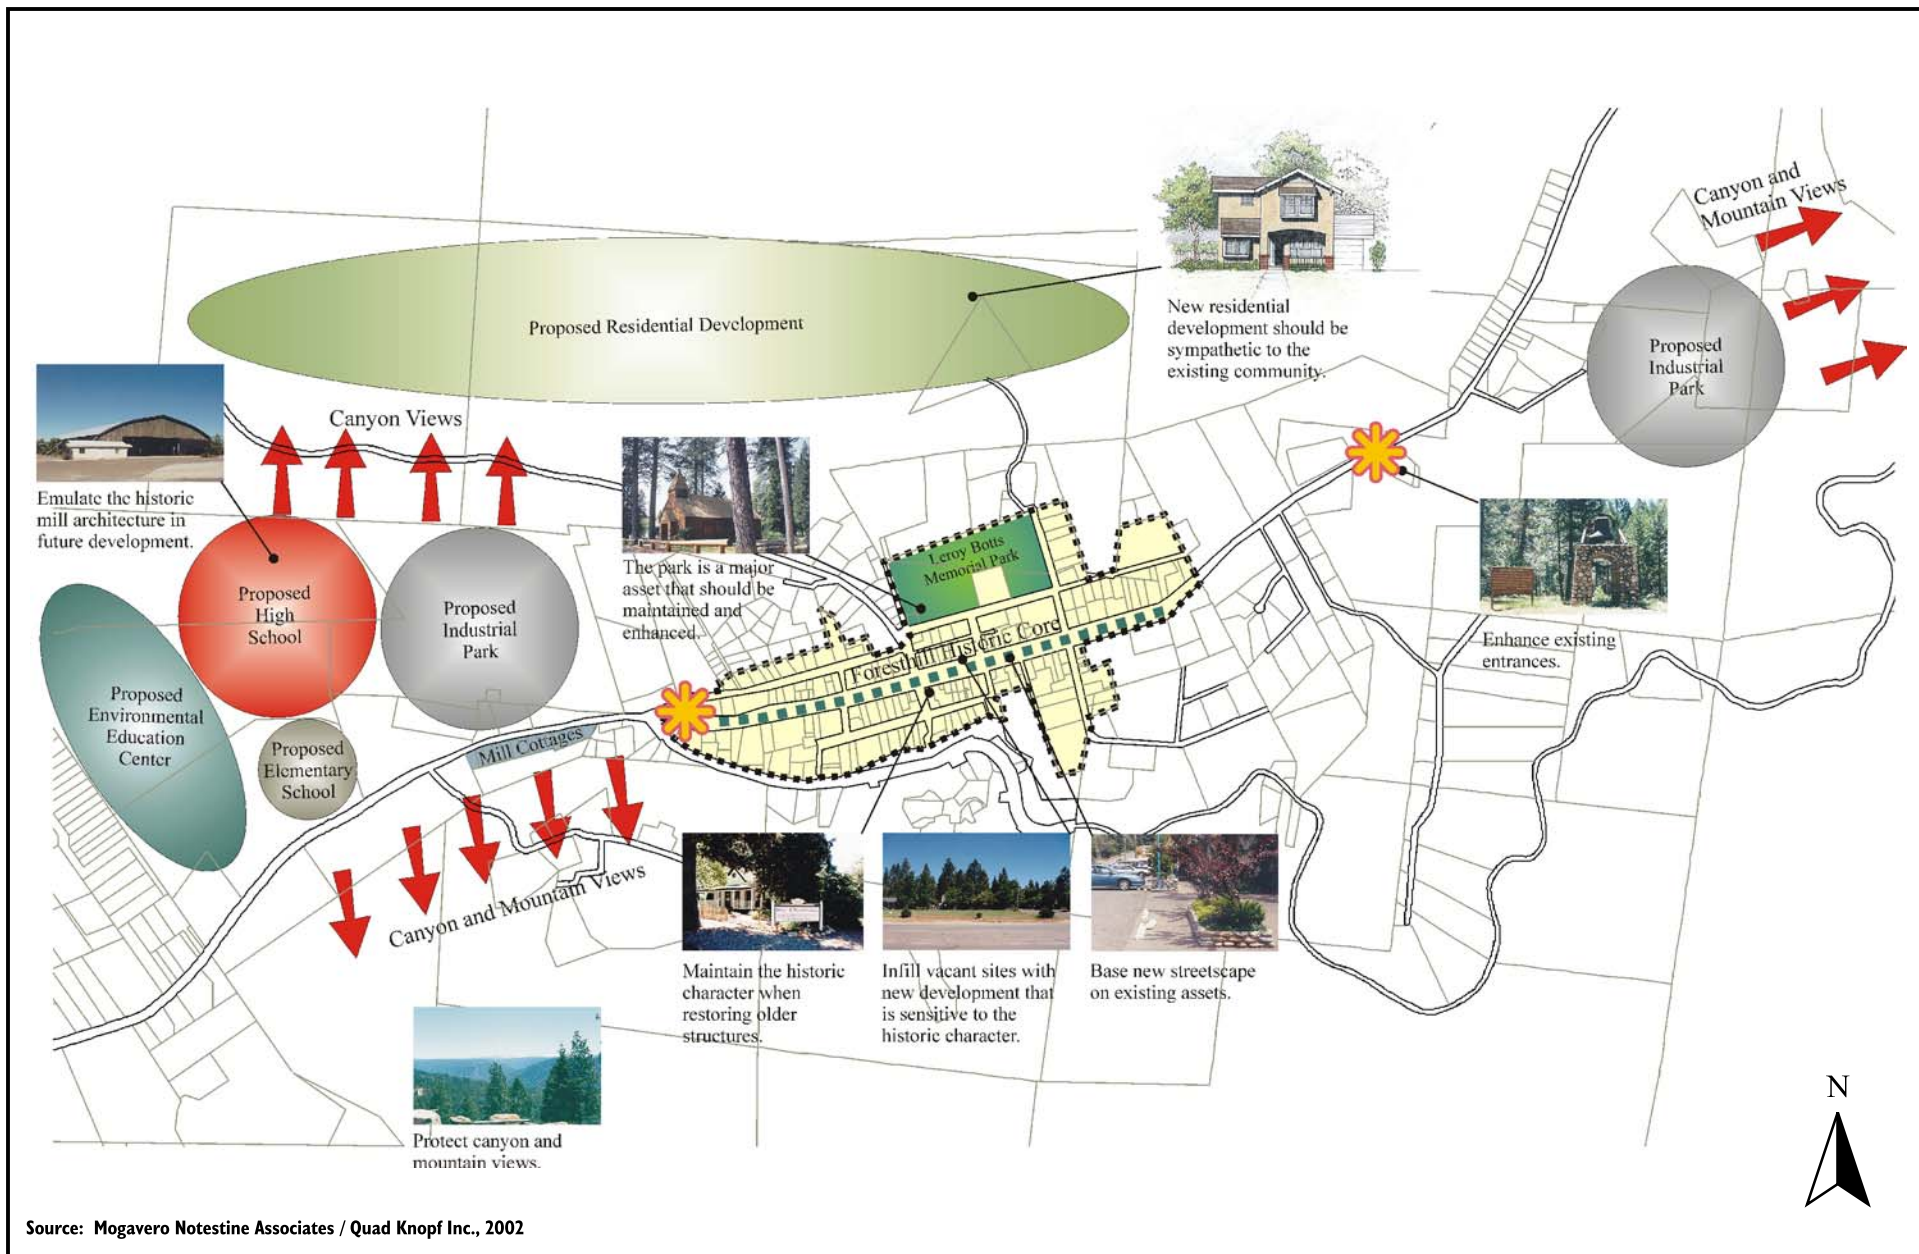 Canyon and
Mountain Views
Proposed Residential Development
New residential
development should be
sympathetic to the
existing community.
Proposed
Industrial
Park
Canyon Views
Emulate the historic
mill architecture in
future development.
The park is a major
asset that should be
maintained and
enhanced.
Leroy Botts
Memorial Park
Proposed
High
School
Proposed
Industrial
Park
Foresthill Historic Core
Enhance existing
entrances.
Proposed
Environmental
Education
Center
Proposed
Elementary
School
Mill Cottages
Canyon and Mountain Views
Maintain the historic
character when
restoring older
structures.
Infill vacant sites with
new development that
is sensitive to the
historic character.
Base new streetscape
on existing assets.
Protect canyon and
mountain views.
N
Source: Mogavero Notestine Associates / Quad Knopf Inc., 2002